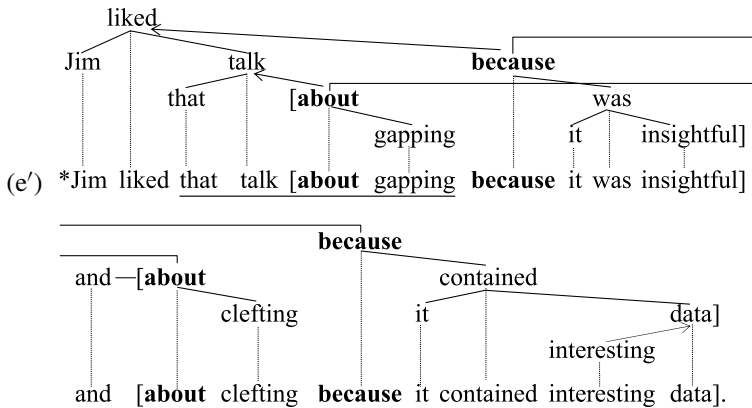 liked
Jim talk because
that [about was
gapping it insightful]
(e′) *Jim liked that talk [about gapping because it was insightful]
because
and [about contained
clefting it data]
interesting
and [about clefting because it contained interesting data].